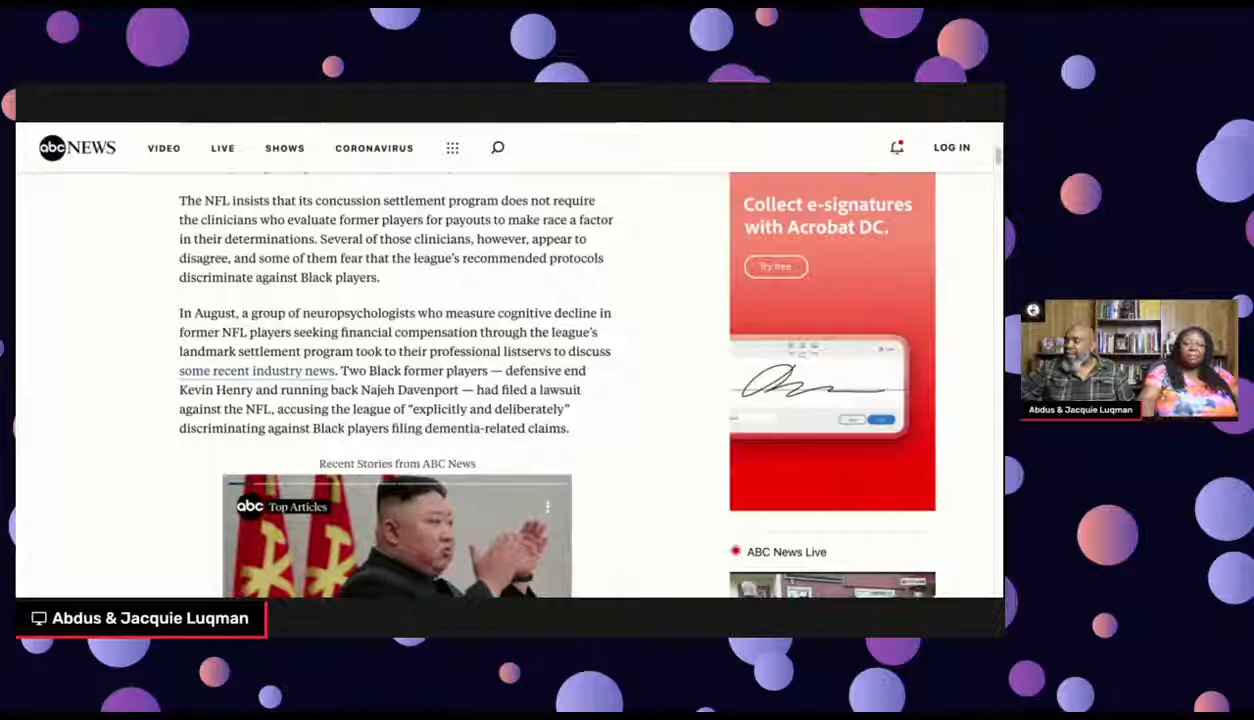 abc NEWS VIDEO LIVE SHOWS CORONAVIRUS LOG IN
The NFL insists that its concussion settlement program does not require
the clinicians who evaluate former players for payouts to make race a factor
in their determinations. Several of those clinicians, however, appear to
disagree, and some of them fear that the league's recommended protocols
discriminate against Black players.
In August, a group of neuropsychologists who measure cognitive decline in
former NFL players seeking financial compensation through the league's
landmark settlement program took to their professional listservs to discuss
some recent industry news. Two Black former players — defensive end
Kevin Henry and running back Najeh Davenport — had filed a lawsuit
against the NFL, accusing the league of “explicitly and deliberately”
discriminating against Black players filing dementia-related claims.
Recent Stories from ABC News
abc Top Articles
Collect e-signatures
with Acrobat DC.
Try free
ABC News Live
Abdus & Jacquie Luqman
Abdus & Jacquie Luqman